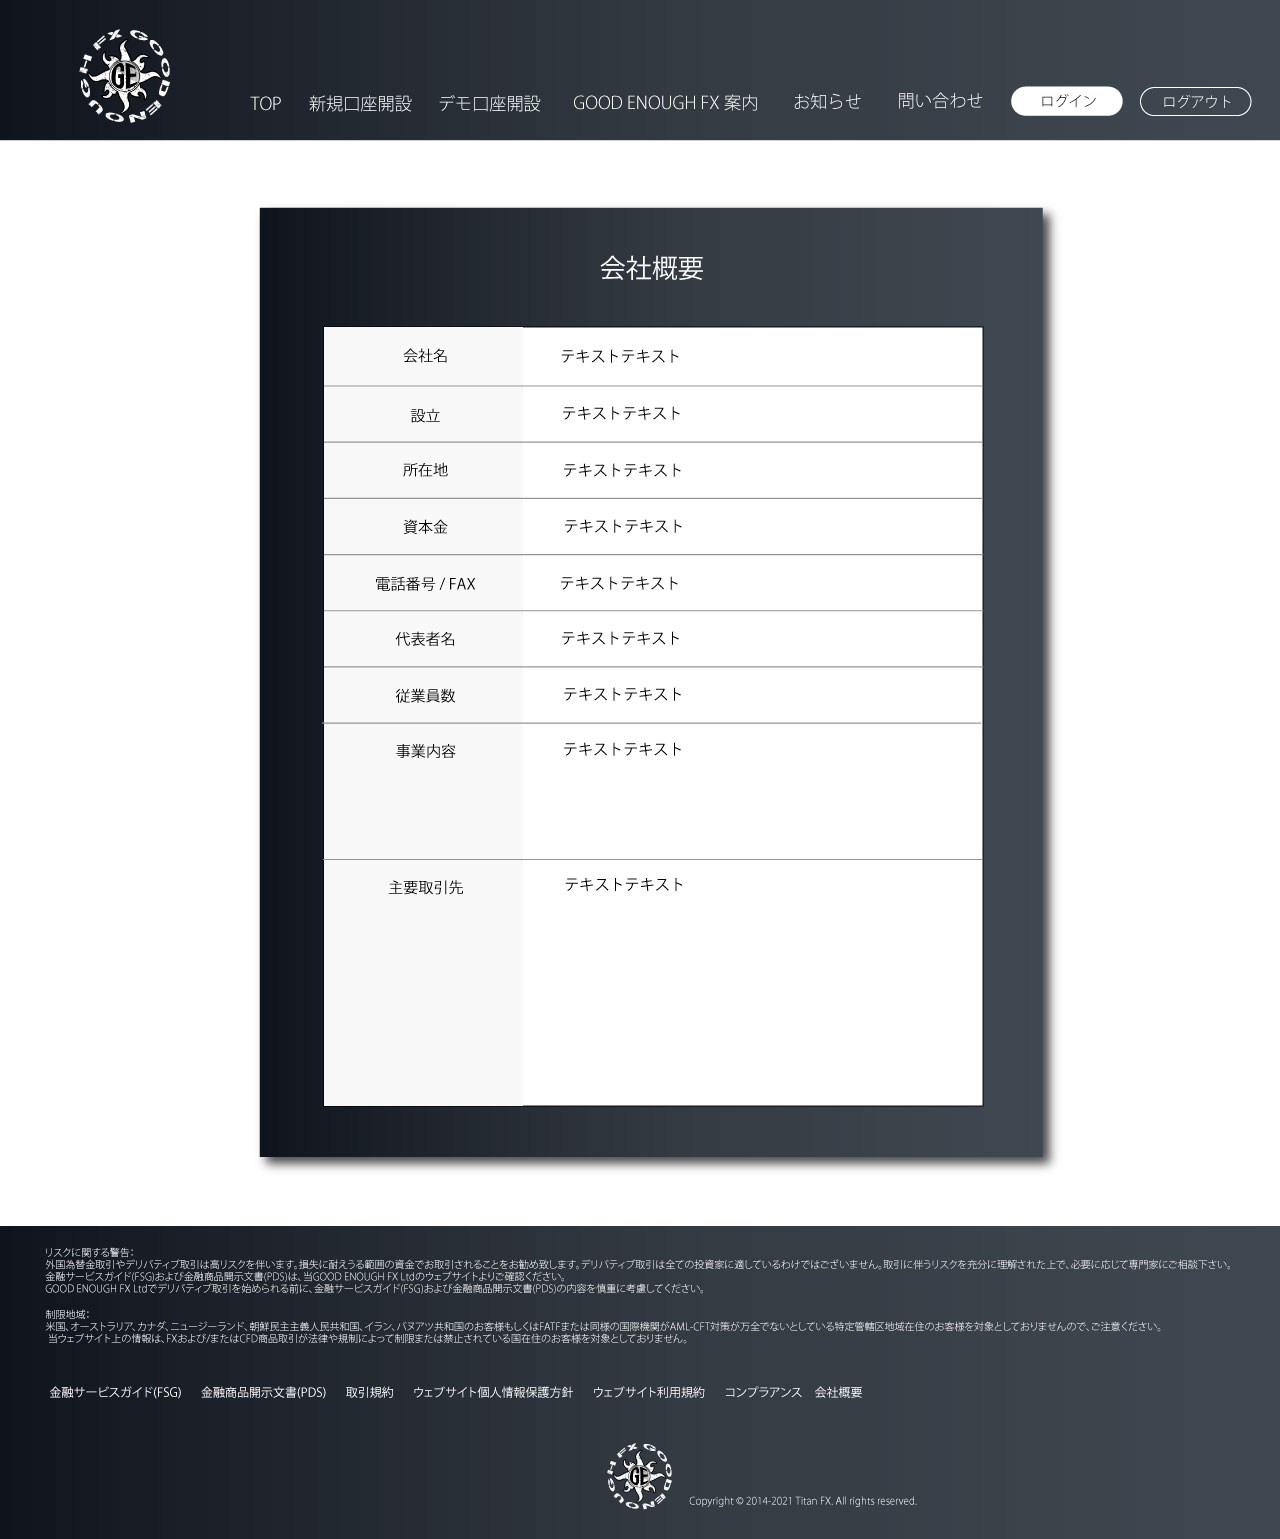 FX GOOD ENOUGH
GE
TOP 新規口座開設 デモ口座開設 GOOD ENOUGH FX 案内 お知らせ 問い合わせ ログイン ログアウト
会社概要
会社名 テキストテキスト
設立 テキストテキスト
所在地 テキストテキスト
資本金 テキストテキスト
電話番号 / FAX テキストテキスト
代表者名 テキストテキスト
従業員数 テキストテキスト
事業内容 テキストテキスト
主要取引先 テキストテキスト
リスクに関する警告：
外国為替金取引やデリバティブ取引は高リスクを伴います。損失に耐えうる範囲の資金でお取引されることをお勧め致します。デリバティブ取引は全ての投資家に適しているわけではございません。取引に伴うリスクを充分に理解された上で、必要に応じて専門家にご相談下さい。
金融サービスガイド(FSG)および金融商品開示文書(PDS)は、当GOOD ENOUGH FX Ltdのウェブサイトよりご確認ください。
GOOD ENOUGH FX Ltdでデリバティブ取引を始められる前に、金融サービスガイド(FSG)および金融商品開示文書(PDS)の内容を慎重に考慮してください。
制限地域：
米国、オーストラリア、カナダ、ニュージーランド、朝鮮民主主義人民共和国、イラン、バヌアツ共和国のお客様もしくはFATFまたは同様の国際機関がAML-CFT対策が万全でないとしている特定管轄区地域在住のお客様を対象としておりませんので、ご注意ください。
当ウェブサイト上の情報は、FXおよび/またはCFD商品取引が法律や規制によって制限または禁止されている国在住のお客様を対象としておりません。
金融サービスガイド(FSG) 金融商品開示文書(PDS) 取引規約 ウェブサイト個人情報保護方針 ウェブサイト利用規約 コンプラアンス 会社概要
FX GOOD ENOUGH
GE
Copyright © 2014-2021 Titan FX. All rights reserved.